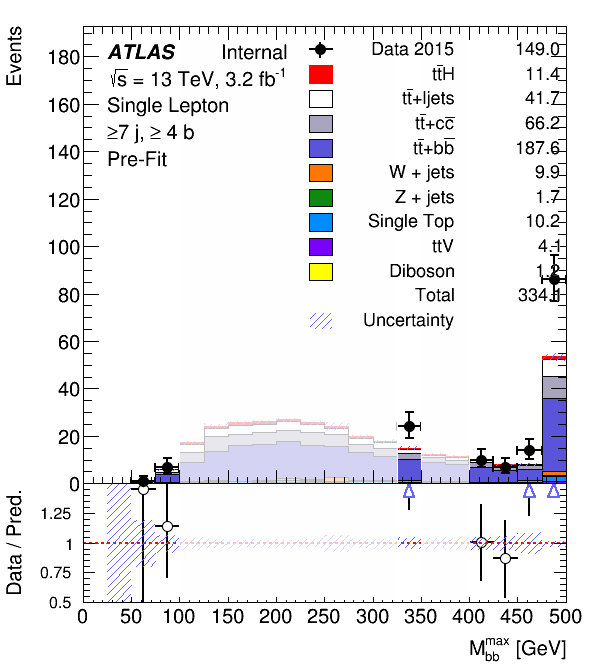 Events
ATLAS Internal
√s = 13 TeV, 3.2 fb⁻¹
Single Lepton
≥7 j, ≥ 4 b
Pre-Fit
Data 2015 149.0
tt̄H 11.4
tt̄+ljets 41.7
tt̄+cc̄ 66.2
tt̄+bb̄ 187.6
W + jets 9.9
Z + jets 1.7
Single Top 10.2
ttV 4.1
Diboson 1.2
Total 334.1
Uncertainty
180
160
140
120
100
80
60
40
20
0
Data / Pred.
1.25
1
0.75
0.5
0 50 100 150 200 250 300 350 400 450 500
M_bb^max [GeV]